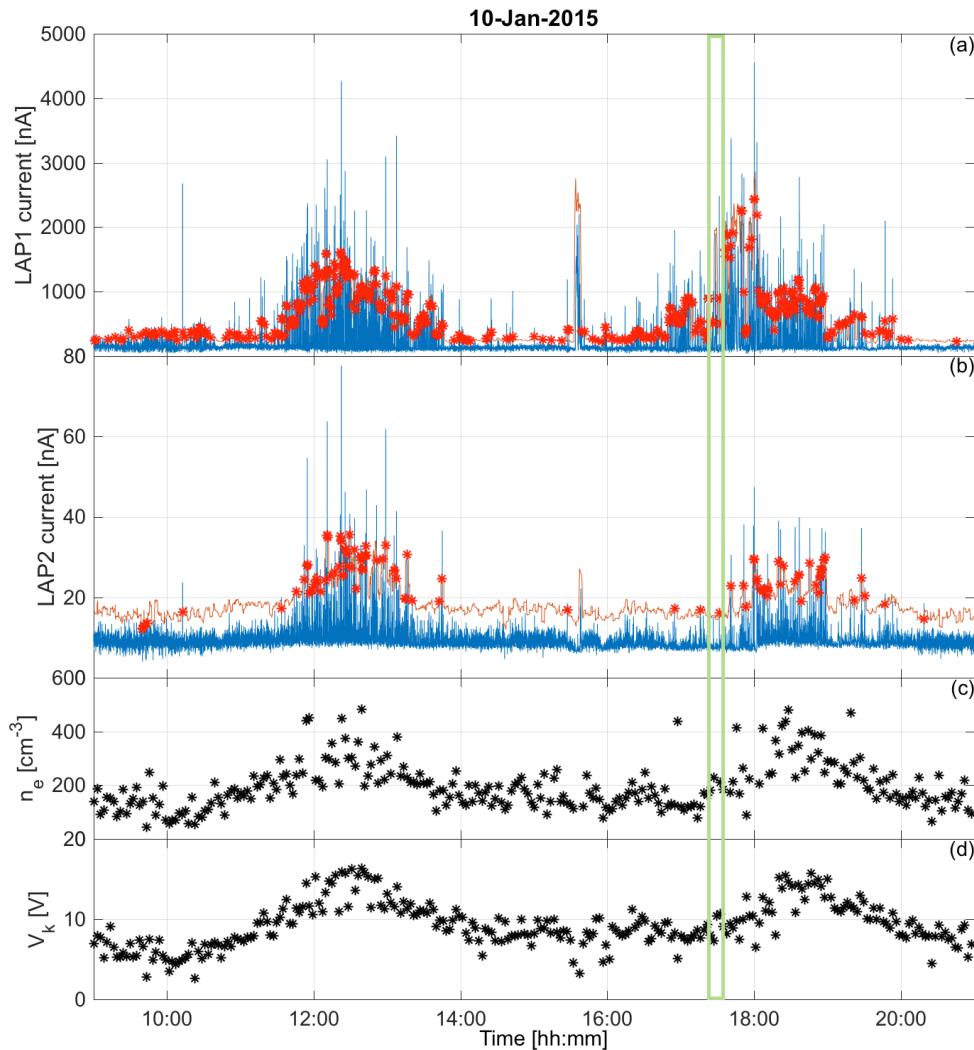 10-Jan-2015
(a)
5000
4000
3000
2000
1000
LAP1 current [nA]
(b)
80
60
40
20
LAP2 current [nA]
(c)
600
400
200
n_e [cm^-3]
(d)
20
10
0
V_k [V]
10:00 12:00 14:00 16:00 18:00 20:00
Time [hh:mm]